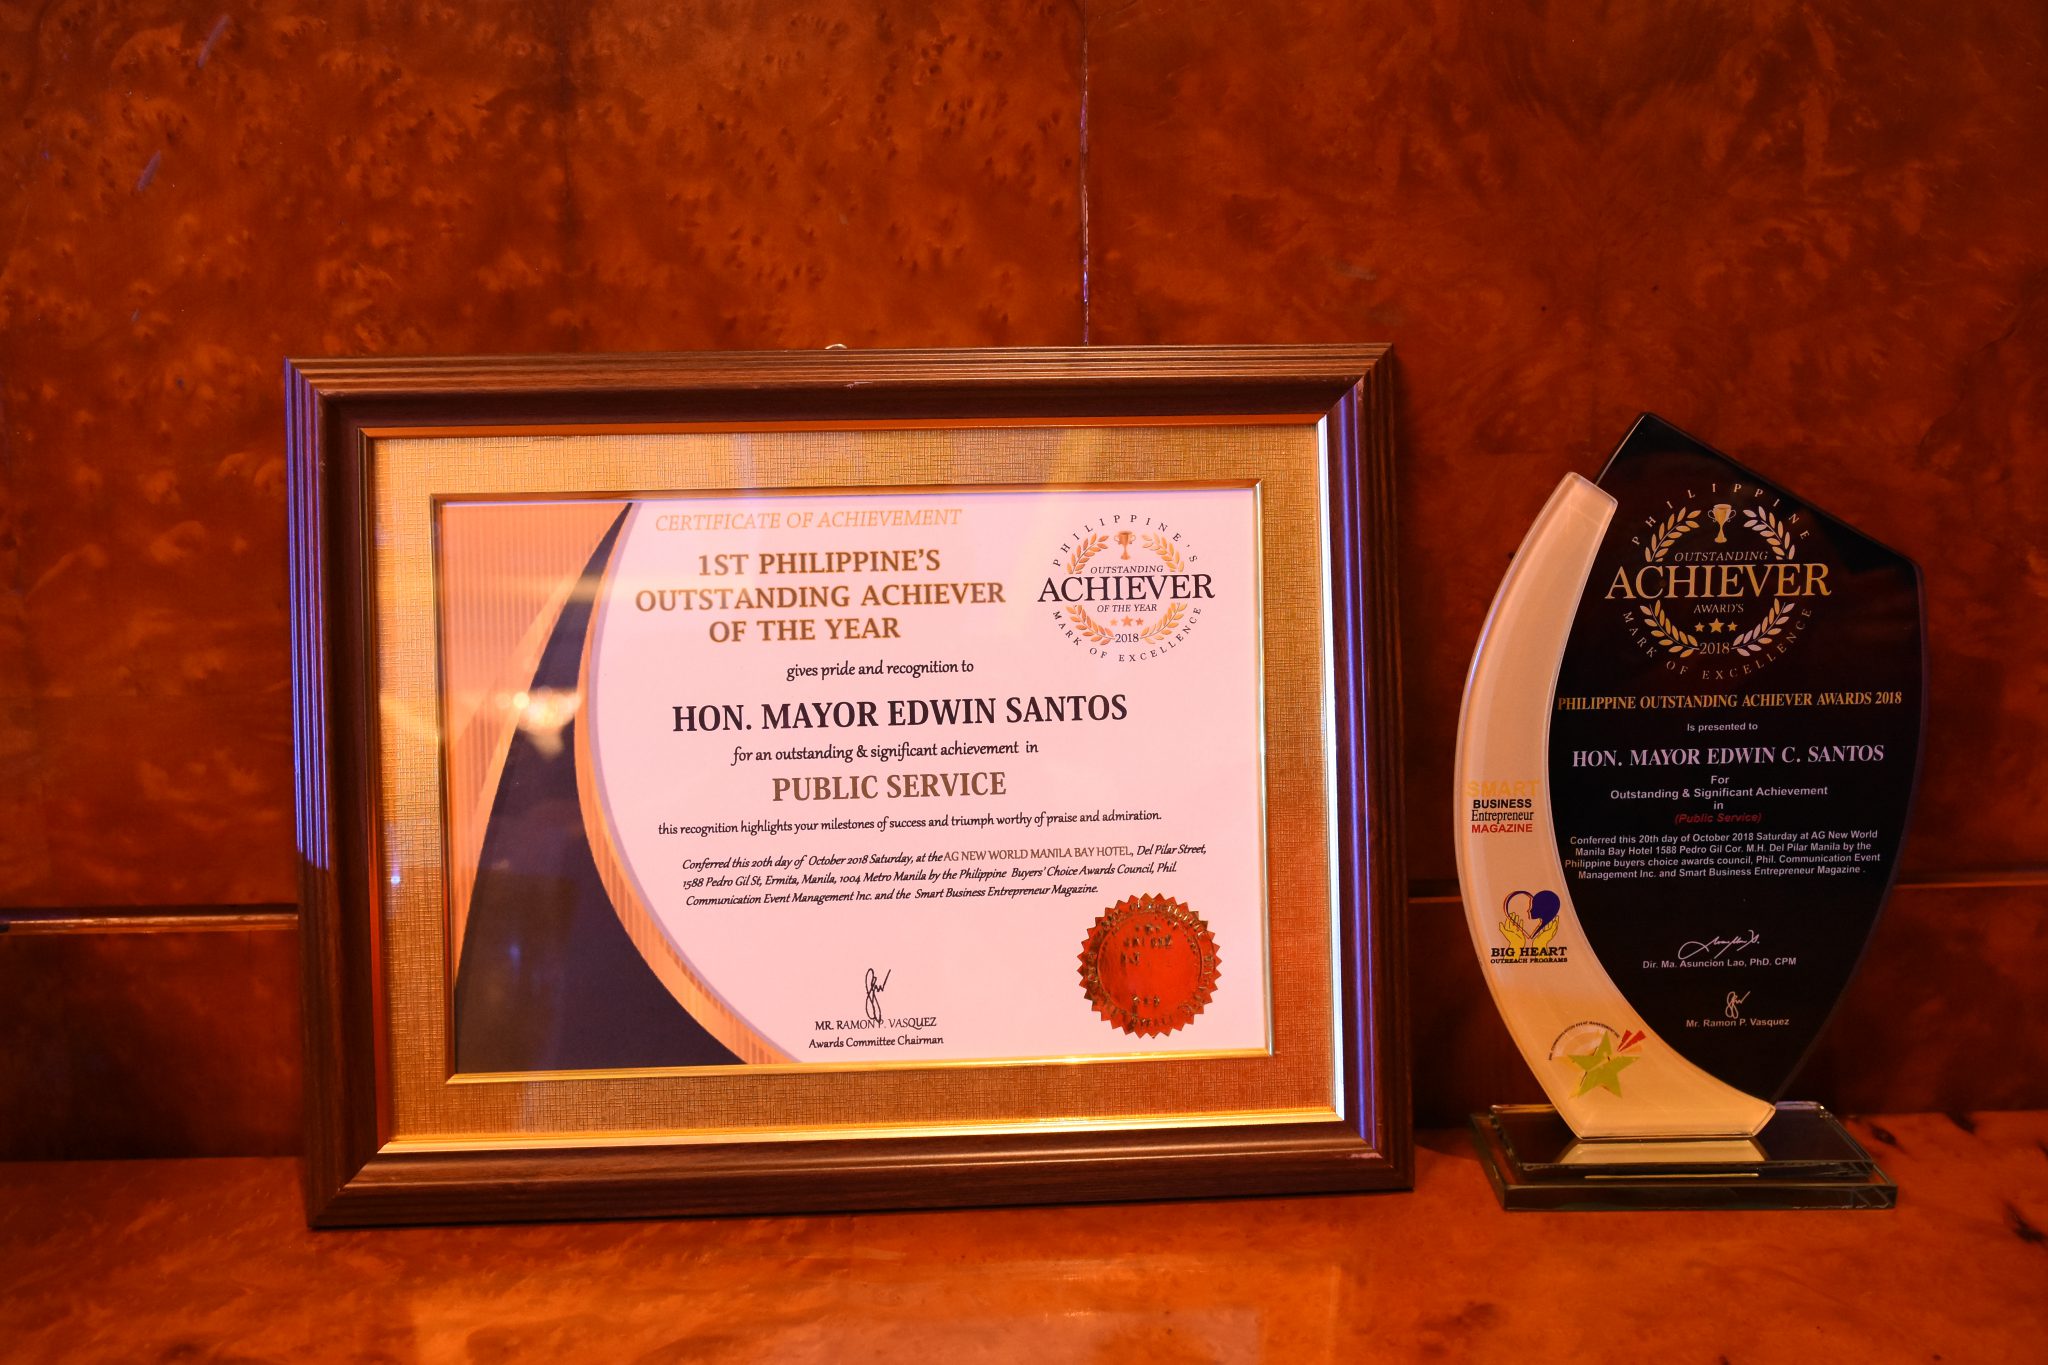 CERTIFICATE OF ACHIEVEMENT
1ST PHILIPPINE'S
OUTSTANDING ACHIEVER
OF THE YEAR
PHILIPPINE'S
OUTSTANDING
ACHIEVER
OF THE YEAR
2018
MARK OF EXCELLENCE
gives pride and recognition to
HON. MAYOR EDWIN SANTOS
for an outstanding & significant achievement in
PUBLIC SERVICE
this recognition highlights your milestones of success and triumph worthy of praise and admiration.
Conferred this 20th day of October 2018 Saturday, at the AG NEW WORLD MANILA BAY HOTEL, Del Pilar Street,
1588 Pedro Gil St, Ermita, Manila, 1004 Metro Manila by the Philippine Buyers' Choice Awards Council, Phil.
Communication Event Management Inc. and the Smart Business Entrepreneur Magazine.
MR. RAMON P. VASQUEZ
Awards Committee Chairman
PHILIPPINE
OUTSTANDING
ACHIEVER
AWARD'S
2018
MARK OF EXCELLENCE
PHILIPPINE OUTSTANDING ACHIEVER AWARDS 2018
Is presented to
HON. MAYOR EDWIN C. SANTOS
For
Outstanding & Significant Achievement
in
(Public Service)
Conferred this 20th day of October 2018 Saturday at AG New World
Manila Bay Hotel 1588 Pedro Gil Cor. M.H. Del Pilar Manila by the
Philippine buyers choice awards council, Phil. Communication Event
Management Inc. and Smart Business Entrepreneur Magazine .
Dir. Ma. Asuncion Lao, PhD. CPM
Mr. Ramon P. Vasquez
SMART
BUSINESS
Entrepreneur
MAGAZINE
BIG HEART
OUTREACH PROGRAMS